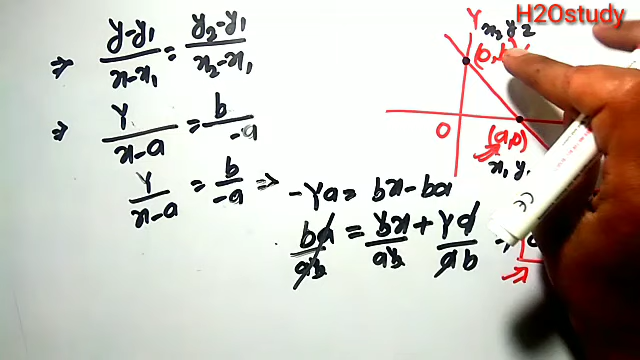 H2Ostudy
Y
x2 y2
(0,b)
O
(a,0)
x1 y1
⇒ y-y1/x-x1 = y2-y1/x2-x1
⇒ y/x-a = b/-a
y/x-a = b/-a ⇒ -ya = bx-ba
ba/ab = bx/ab + ya/ab